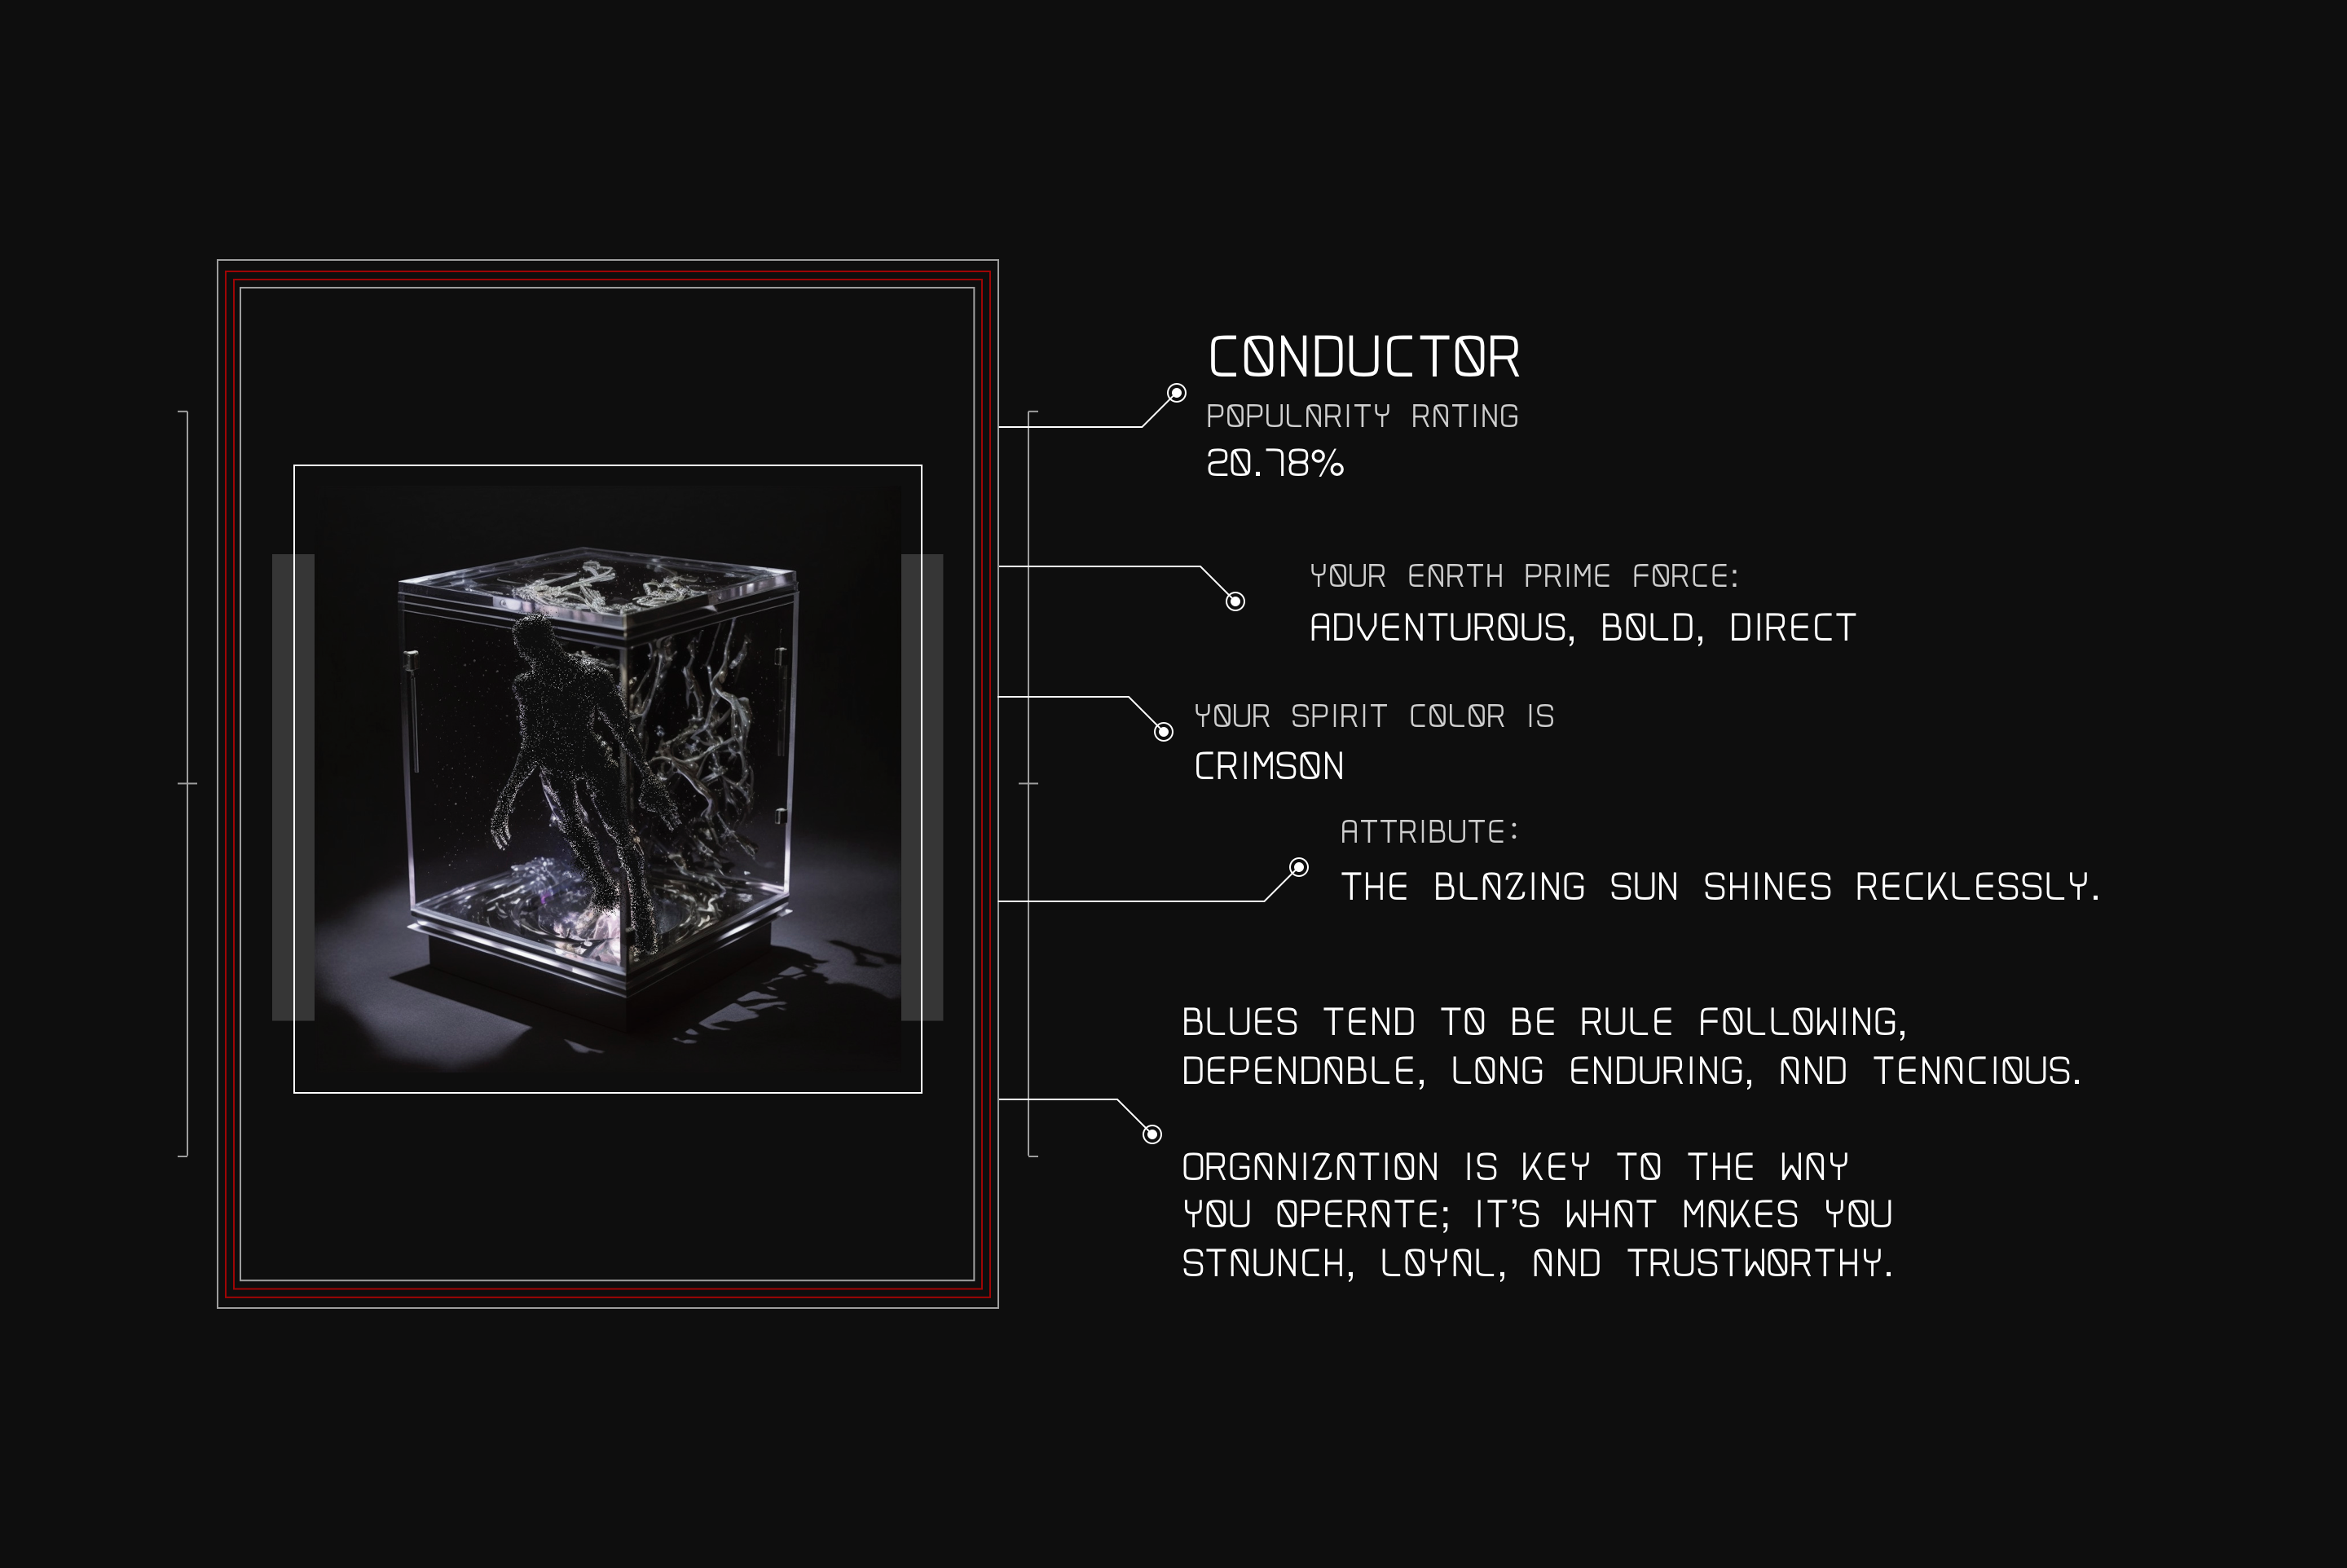 CONDUCTOR
POPULARITY RATING
20.78%
YOUR EARTH PRIME FORCE:
ADVENTUROUS, BOLD, DIRECT
YOUR SPIRIT COLOR IS
CRIMSON
ATTRIBUTE:
THE BLAZING SUN SHINES RECKLESSLY.
BLUES TEND TO BE RULE FOLLOWING,
DEPENDABLE, LONG ENDURING, AND TENACIOUS.
ORGANIZATION IS KEY TO THE WAY
YOU OPERATE; IT’S WHAT MAKES YOU
STAUNCH, LOYAL, AND TRUSTWORTHY.